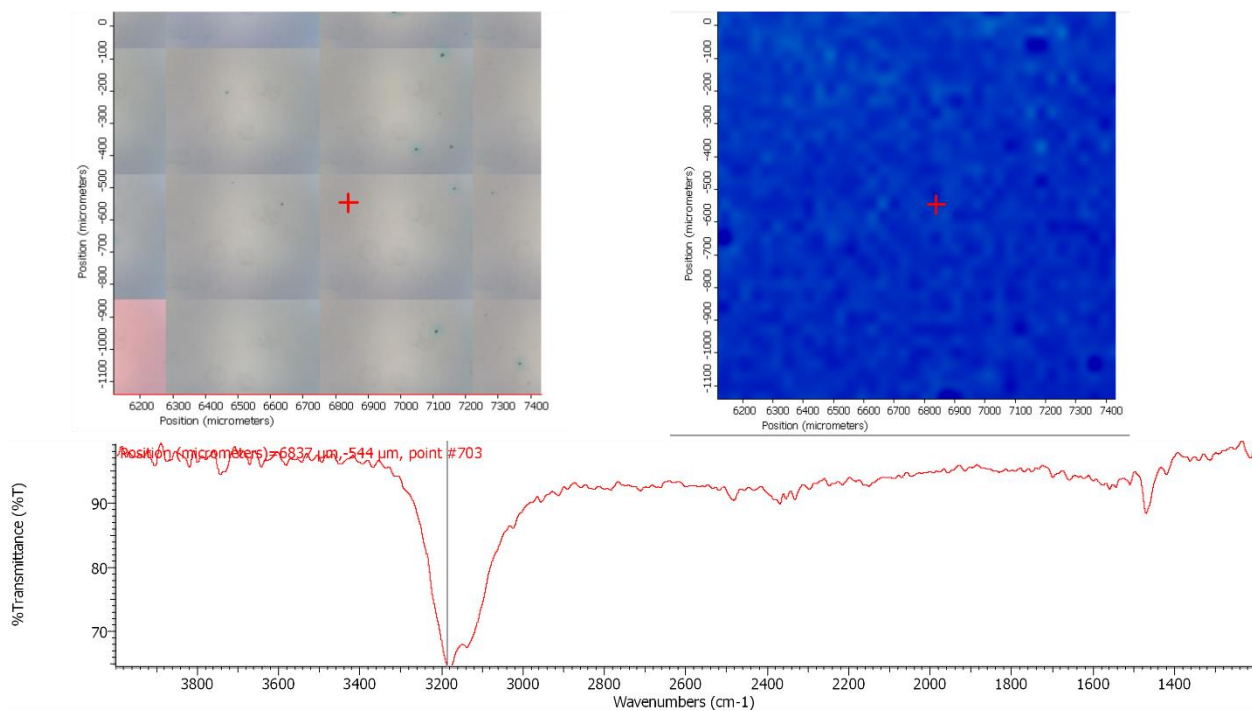 0
-100
-200
-300
-400
-500
-600
-700
-800
-900
-1000
-1100
Position (micrometers)
6200 6300 6400 6500 6600 6700 6800 6900 7000 7100 7200 7300 7400
Position (micrometers)
0
-100
-200
-300
-400
-500
-600
-700
-800
-900
-1000
-1100
Position (micrometers)
6200 6300 6400 6500 6600 6700 6800 6900 7000 7100 7200 7300 7400
Position (micrometers)
Position (micrometers)=6837 µm,-544 µm, point #703
90
80
70
%Transmittance (%T)
3800 3600 3400 3200 3000 2800 2600 2400 2200 2000 1800 1600 1400
Wavenumbers (cm-1)